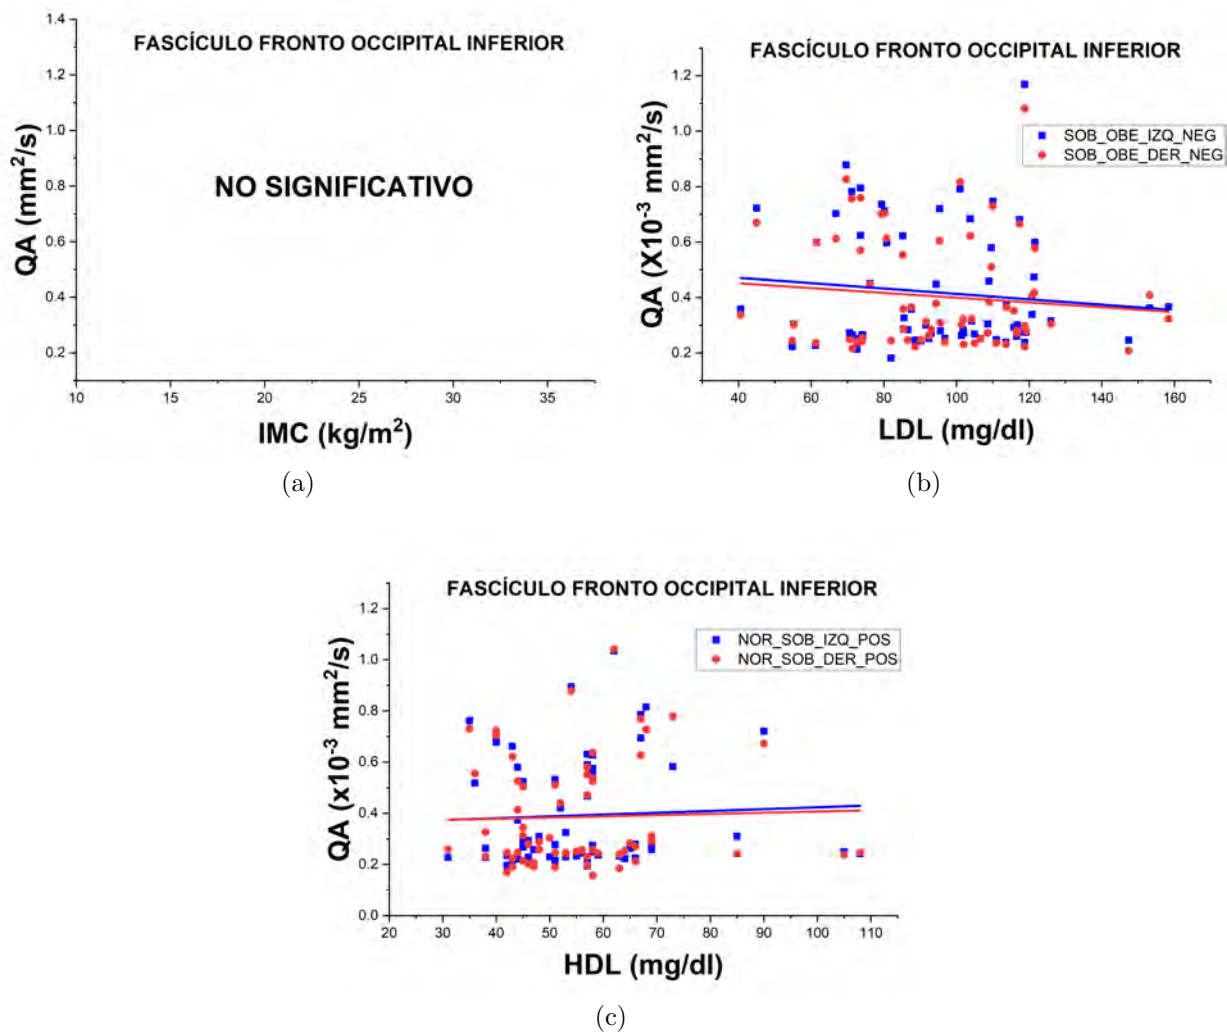 FASCÍCULO FRONTO OCCIPITAL INFERIOR
1.4
1.2
1.0
0.8
0.6
0.4
0.2
QA (mm²/s)
NO SIGNIFICATIVO
10 15 20 25 30 35
IMC (kg/m²)
(a)
FASCÍCULO FRONTO OCCIPITAL INFERIOR
1.2
1.0
0.8
0.6
0.4
0.2
QA (X10⁻³ mm²/s)
SOB_OBE_IZQ_NEG
SOB_OBE_DER_NEG
40 60 80 100 120 140 160
LDL (mg/dl)
(b)
FASCÍCULO FRONTO OCCIPITAL INFERIOR
1.2
1.0
0.8
0.6
0.4
0.2
0.0
QA (x10⁻³ mm²/s)
NOR_SOB_IZQ_POS
NOR_SOB_DER_POS
20 30 40 50 60 70 80 90 100 110
HDL (mg/dl)
(c)